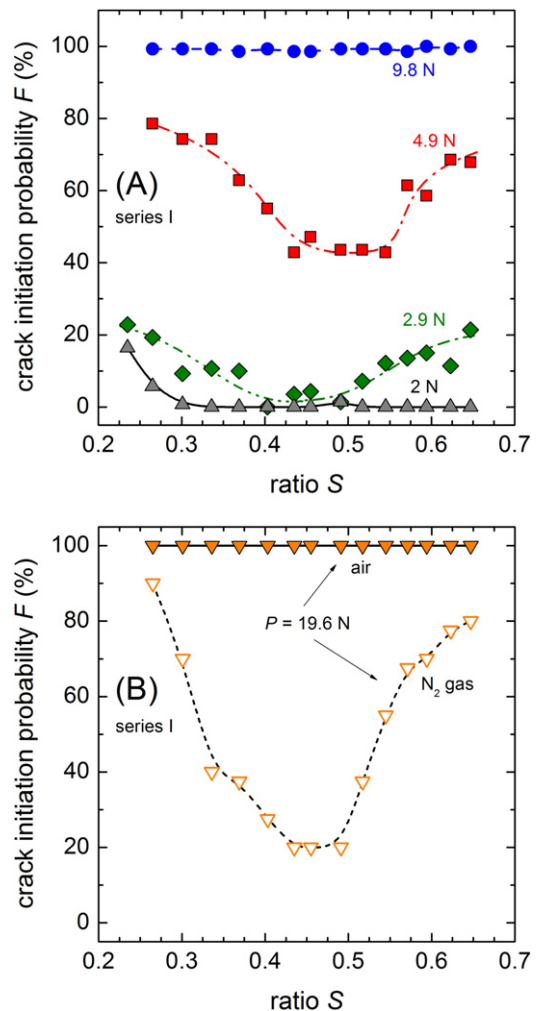 crack initiation probability F (%)
100
80
60
40
20
0
9.8 N
4.9 N
(A)
series I
2.9 N
2 N
0.2 0.3 0.4 0.5 0.6 0.7
ratio S
crack initiation probability F (%)
100
80
60
40
20
0
air
P = 19.6 N
(B)
N₂ gas
series I
0.2 0.3 0.4 0.5 0.6 0.7
ratio S